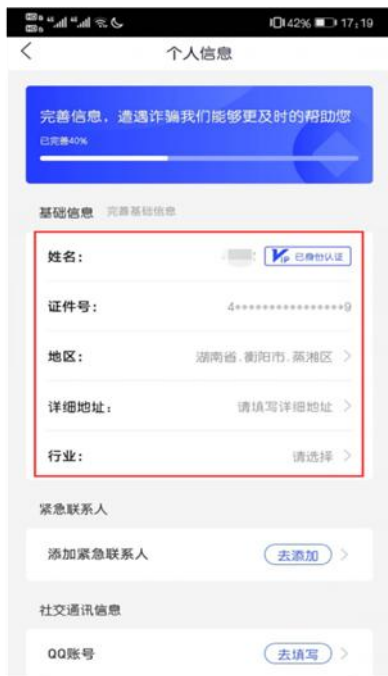 42% 17:19
个人信息
完善信息，遭遇诈骗我们能够更及时的帮助您
已完善40%
基础信息 完善基础信息
姓名： VIP 已身份认证
证件号： 4****************9
地区： 湖南省.衡阳市.蒸湘区
详细地址： 请填写详细地址
行业： 请选择
紧急联系人
添加紧急联系人 去添加
社交通讯信息
QQ账号 去填写